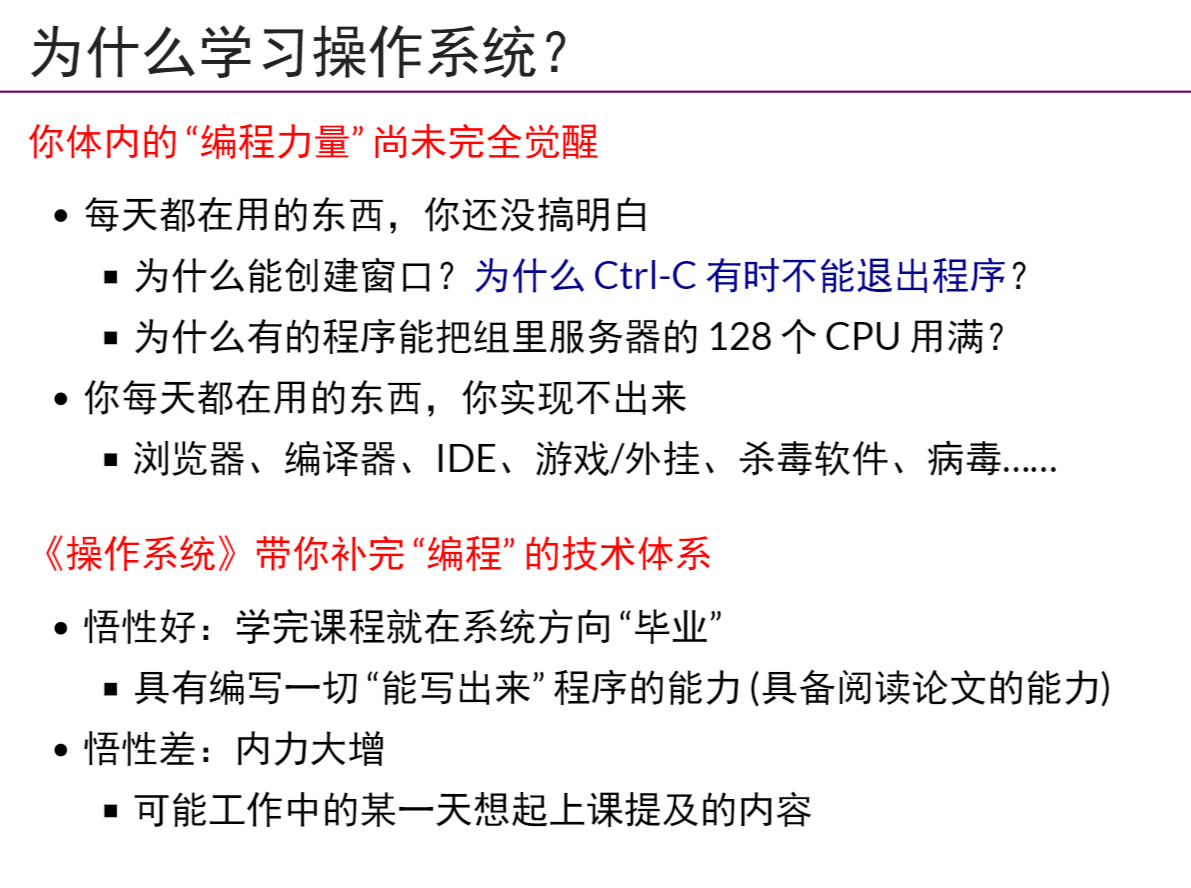 为什么学习操作系统？
你体内的 “编程力量” 尚未完全觉醒
• 每天都在用的东西，你还没搞明白
▪ 为什么能创建窗口？为什么 Ctrl-C 有时不能退出程序？
▪ 为什么有的程序能把组里服务器的 128 个 CPU 用满？
• 你每天都在用的东西，你实现不出来
▪ 浏览器、编译器、IDE、游戏/外挂、杀毒软件、病毒......
《操作系统》带你补完 “编程” 的技术体系
• 悟性好：学完课程就在系统方向 “毕业”
▪ 具有编写一切 “能写出来” 程序的能力 (具备阅读论文的能力)
• 悟性差：内力大增
▪ 可能工作中的某一天想起上课提及的内容